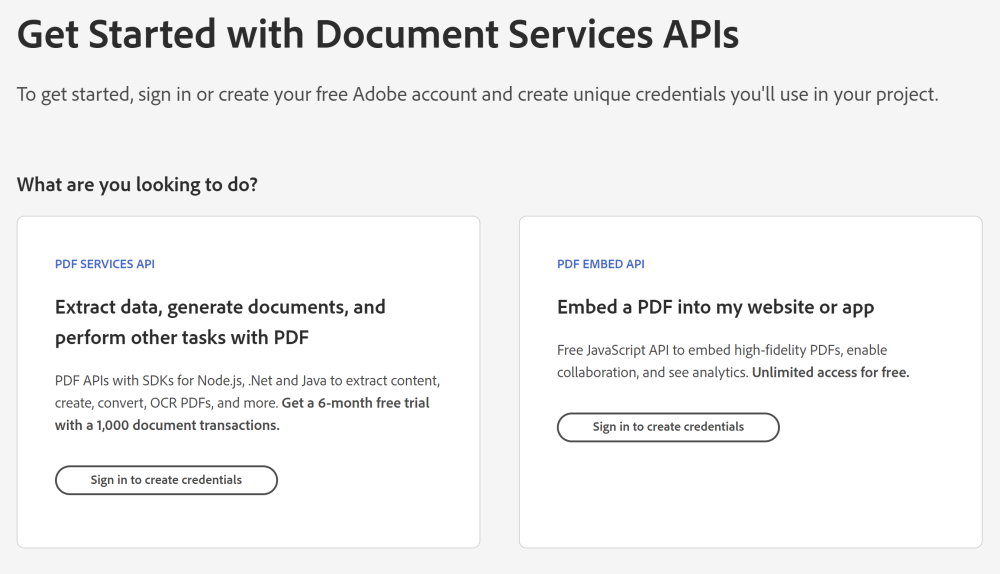 Get Started with Document Services APIs
To get started, sign in or create your free Adobe account and create unique credentials you'll use in your project.
What are you looking to do?
PDF SERVICES API
Extract data, generate documents, and
perform other tasks with PDF
PDF APIs with SDKs for Node.js, .Net and Java to extract content,
create, convert, OCR PDFs, and more. Get a 6-month free trial
with a 1,000 document transactions.
Sign in to create credentials
PDF EMBED API
Embed a PDF into my website or app
Free JavaScript API to embed high-fidelity PDFs, enable
collaboration, and see analytics. Unlimited access for free.
Sign in to create credentials